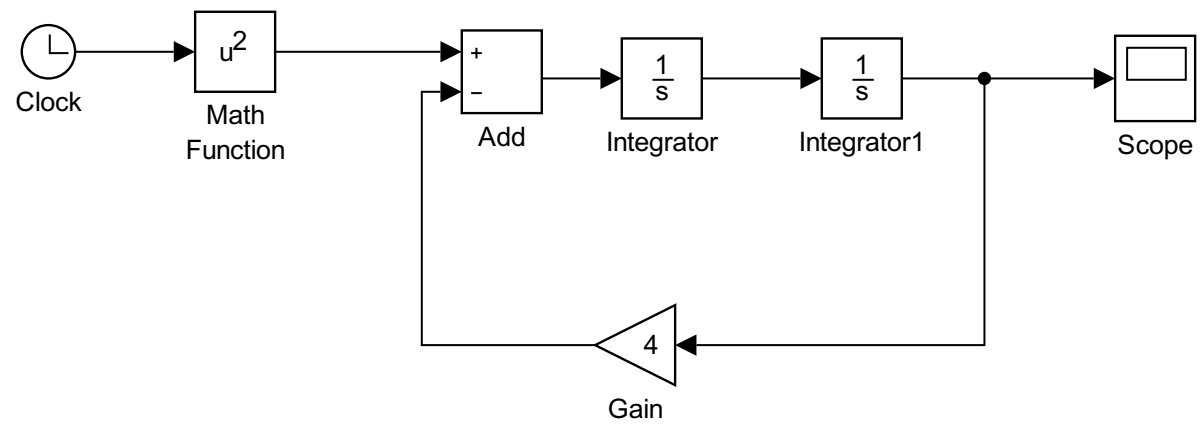 Clock
u²
Math
Function
+
−
Add
1
s
Integrator
1
s
Integrator1
Scope
4
Gain